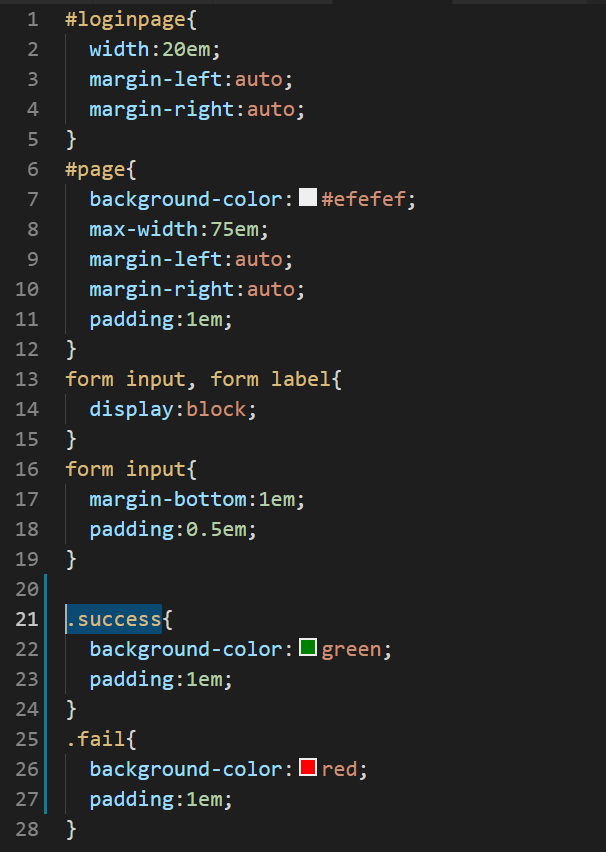 1 #loginpage{
2 width:20em;
3 margin-left:auto;
4 margin-right:auto;
5 }
6 #page{
7 background-color:#efefef;
8 max-width:75em;
9 margin-left:auto;
10 margin-right:auto;
11 padding:1em;
12 }
13 form input, form label{
14 display:block;
15 }
16 form input{
17 margin-bottom:1em;
18 padding:0.5em;
19 }
20
21 .success{
22 background-color:green;
23 padding:1em;
24 }
25 .fail{
26 background-color:red;
27 padding:1em;
28 }